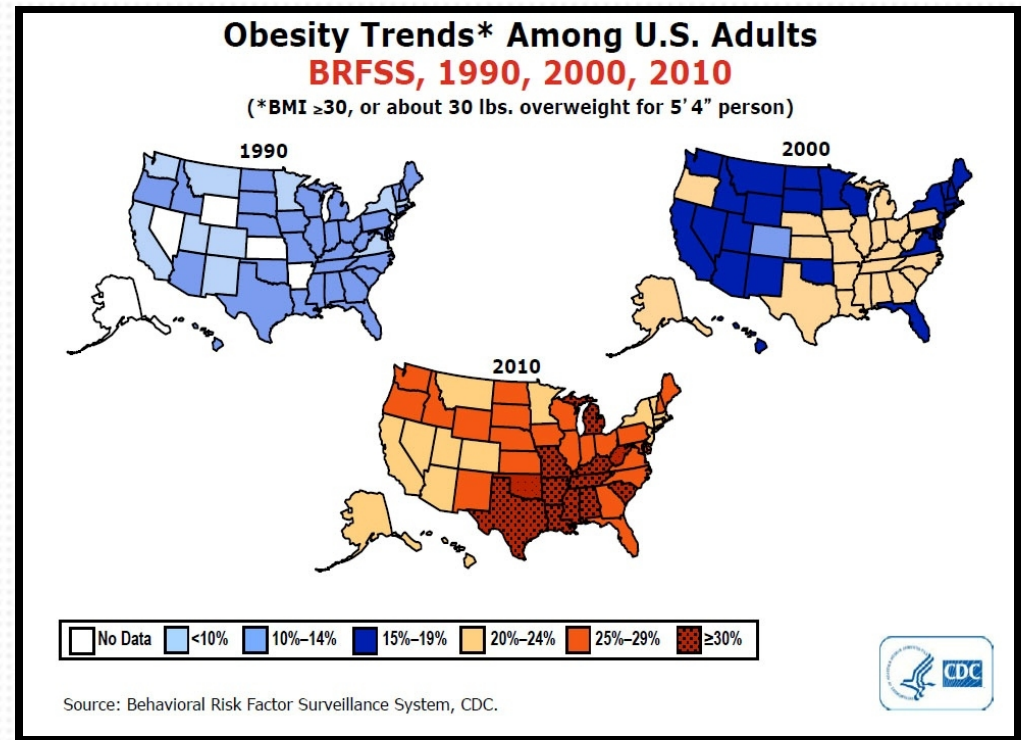 Obesity Trends* Among U.S. Adults
BRFSS, 1990, 2000, 2010
(*BMI ≥30, or about 30 lbs. overweight for 5’ 4” person)
1990
2000
2010
No Data <10% 10%–14% 15%–19% 20%–24% 25%–29% ≥30%
CDC
Source: Behavioral Risk Factor Surveillance System, CDC.